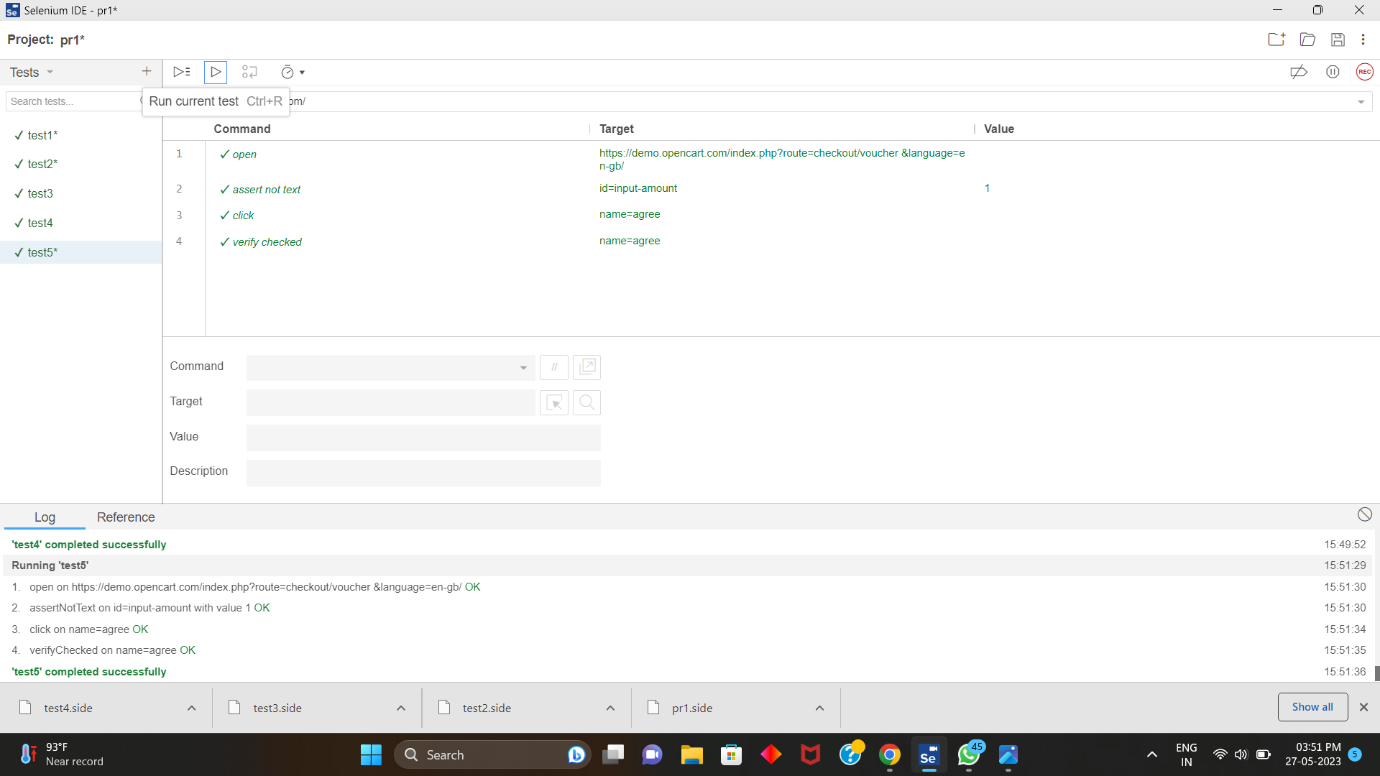 Selenium IDE - pr1*
Project: pr1*
Tests
Search tests...
Run current test Ctrl+R
om/
Command Target Value
test1*
test2*
test3
test4
test5*
1 ✓ open https://demo.opencart.com/index.php?route=checkout/voucher &language=e
n-gb/
2 ✓ assert not text id=input-amount 1
3 ✓ click name=agree
4 ✓ verify checked name=agree
REC
Command
//
Target
Value
Description
Log Reference
'test4' completed successfully 15:49:52
Running 'test5' 15:51:29
1. open on https://demo.opencart.com/index.php?route=checkout/voucher &language=en-gb/ OK 15:51:30
2. assertNotText on id=input-amount with value 1 OK 15:51:30
3. click on name=agree OK 15:51:34
4. verifyChecked on name=agree OK 15:51:35
'test5' completed successfully 15:51:36
test4.side test3.side test2.side pr1.side Show all
93°F
Near record
Search
Se
45
ENG
IN
03:51 PM
27-05-2023
5